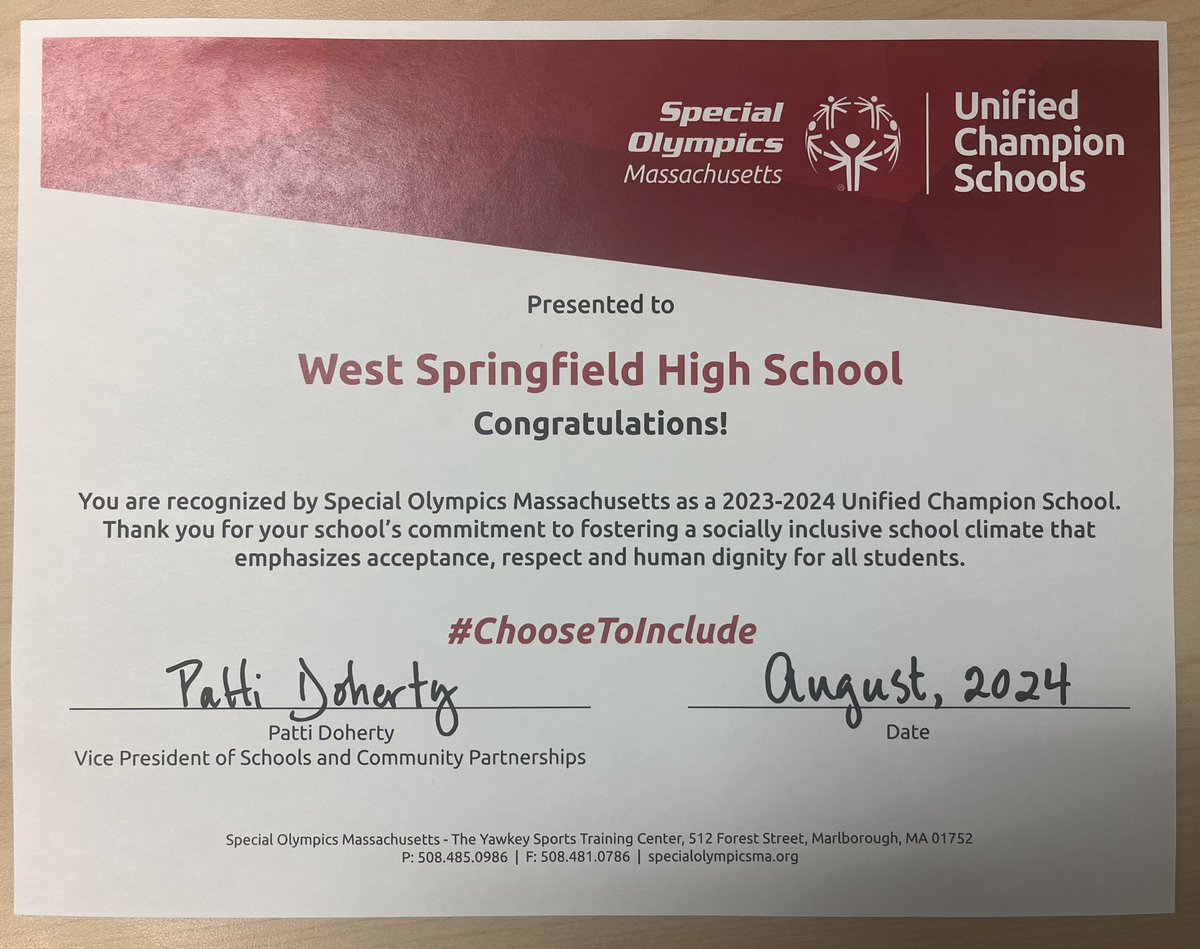 Special
Olympics
Massachusetts
®
Unified
Champion
Schools
Presented to
West Springfield High School
Congratulations!
You are recognized by Special Olympics Massachusetts as a 2023-2024 Unified Champion School.
Thank you for your school's commitment to fostering a socially inclusive school climate that
emphasizes acceptance, respect and human dignity for all students.
#ChooseToInclude
Patti Doherty
August, 2024
Patti Doherty
Date
Vice President of Schools and Community Partnerships
Special Olympics Massachusetts - The Yawkey Sports Training Center, 512 Forest Street, Marlborough, MA 01752
P: 508.485.0986 | F: 508.481.0786 | specialolympicsma.org